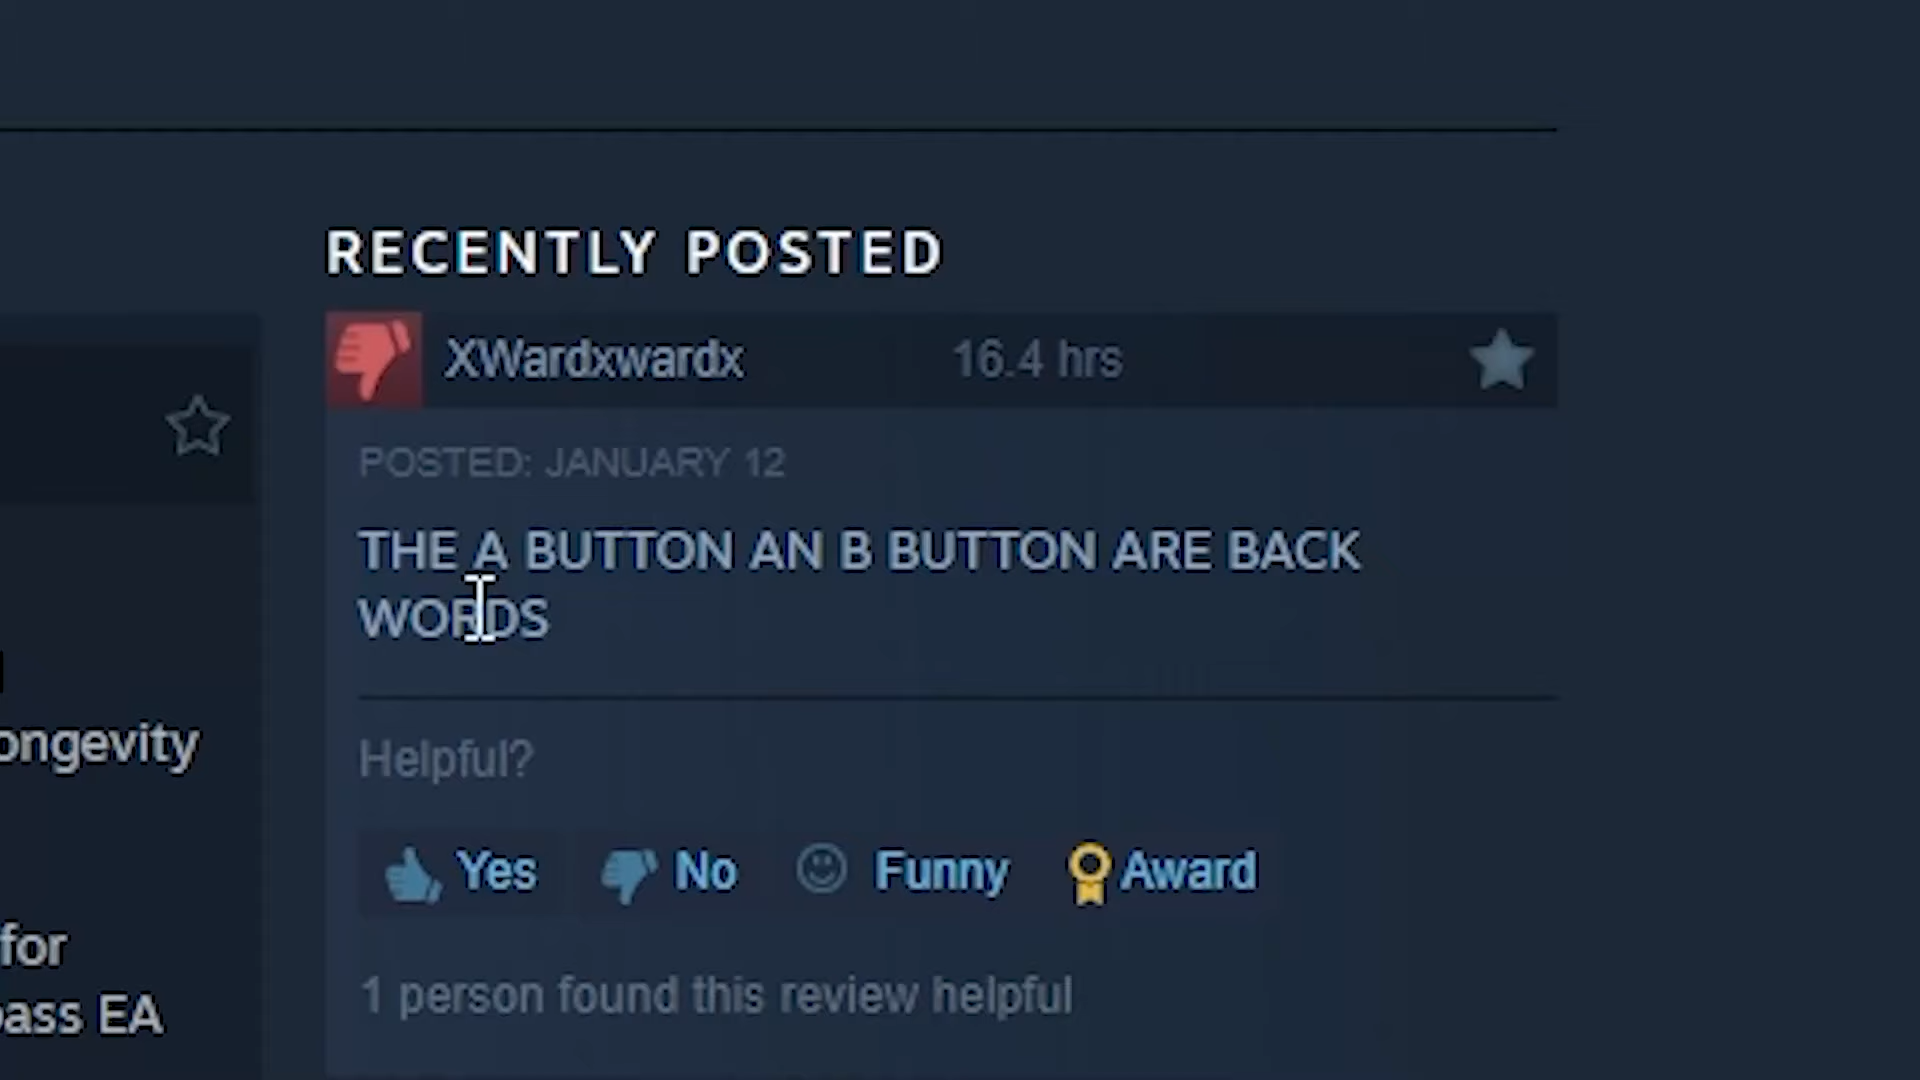 RECENTLY POSTED
XWardxwardx 16.4 hrs
POSTED: JANUARY 12
THE A BUTTON AN B BUTTON ARE BACK
WORDS
ongevity
Helpful?
Yes No Funny Award
for
pass EA
1 person found this review helpful